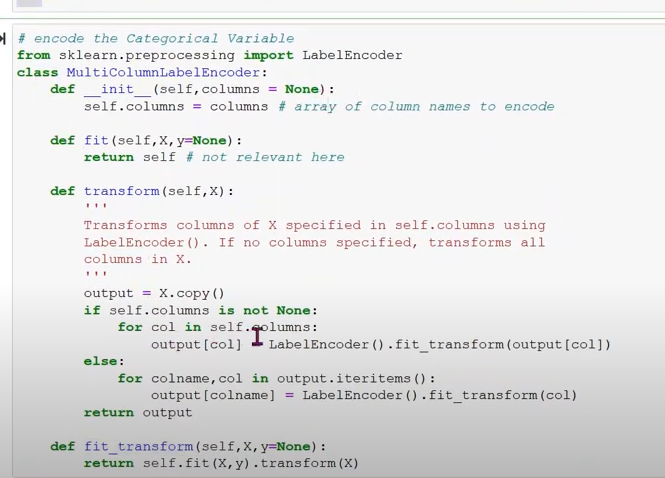 # encode the Categorical Variable
from sklearn.preprocessing import LabelEncoder
class MultiColumnLabelEncoder:
    def __init__(self,columns = None):
        self.columns = columns # array of column names to encode

    def fit(self,X,y=None):
        return self # not relevant here

    def transform(self,X):
        '''
        Transforms columns of X specified in self.columns using
        LabelEncoder(). If no columns specified, transforms all
        columns in X.
        '''
        output = X.copy()
        if self.columns is not None:
            for col in self.columns:
                output[col] = LabelEncoder().fit_transform(output[col])
        else:
            for colname,col in output.iteritems():
                output[colname] = LabelEncoder().fit_transform(col)
        return output

    def fit_transform(self,X,y=None):
        return self.fit(X,y).transform(X)